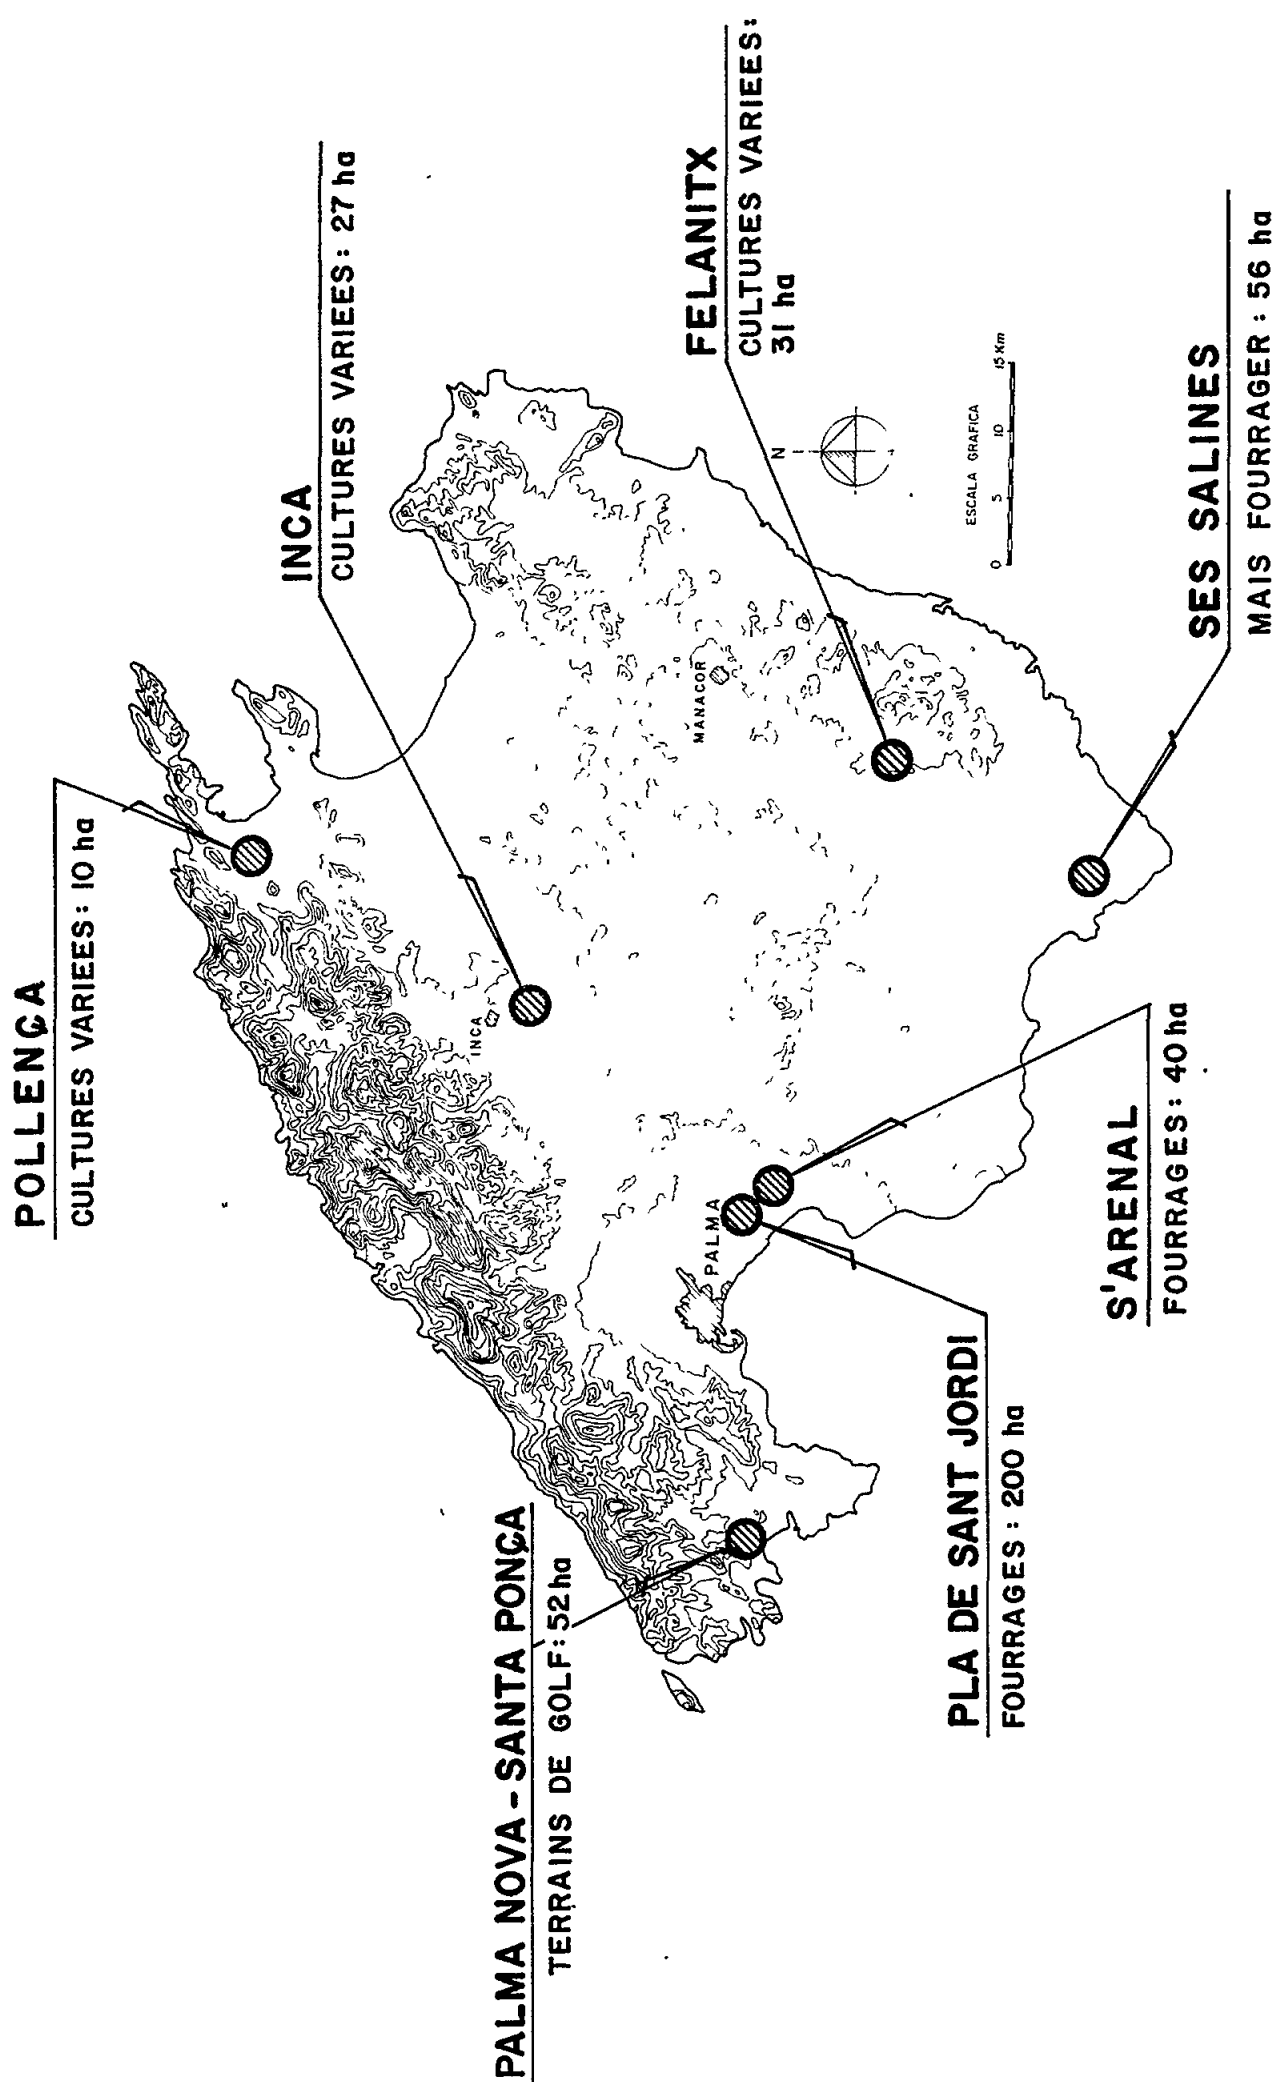 POLLENÇA
CULTURES VARIEES: 10 ha
INCA
CULTURES VARIEES: 27 ha
FELANITX
CULTURES VARIEES:
31 ha
SES SALINES
MAIS FOURRAGER : 56 ha
S'ARENAL
FOURRAGES: 40 ha
PLA DE SANT JORDI
FOURRAGES : 200 ha
PALMA NOVA - SANTA PONÇA
TERRAINS DE GOLF: 52 ha
INCA
MANACOR
PALMA
N
ESCALA GRAFICA
0 5 10 15 Km